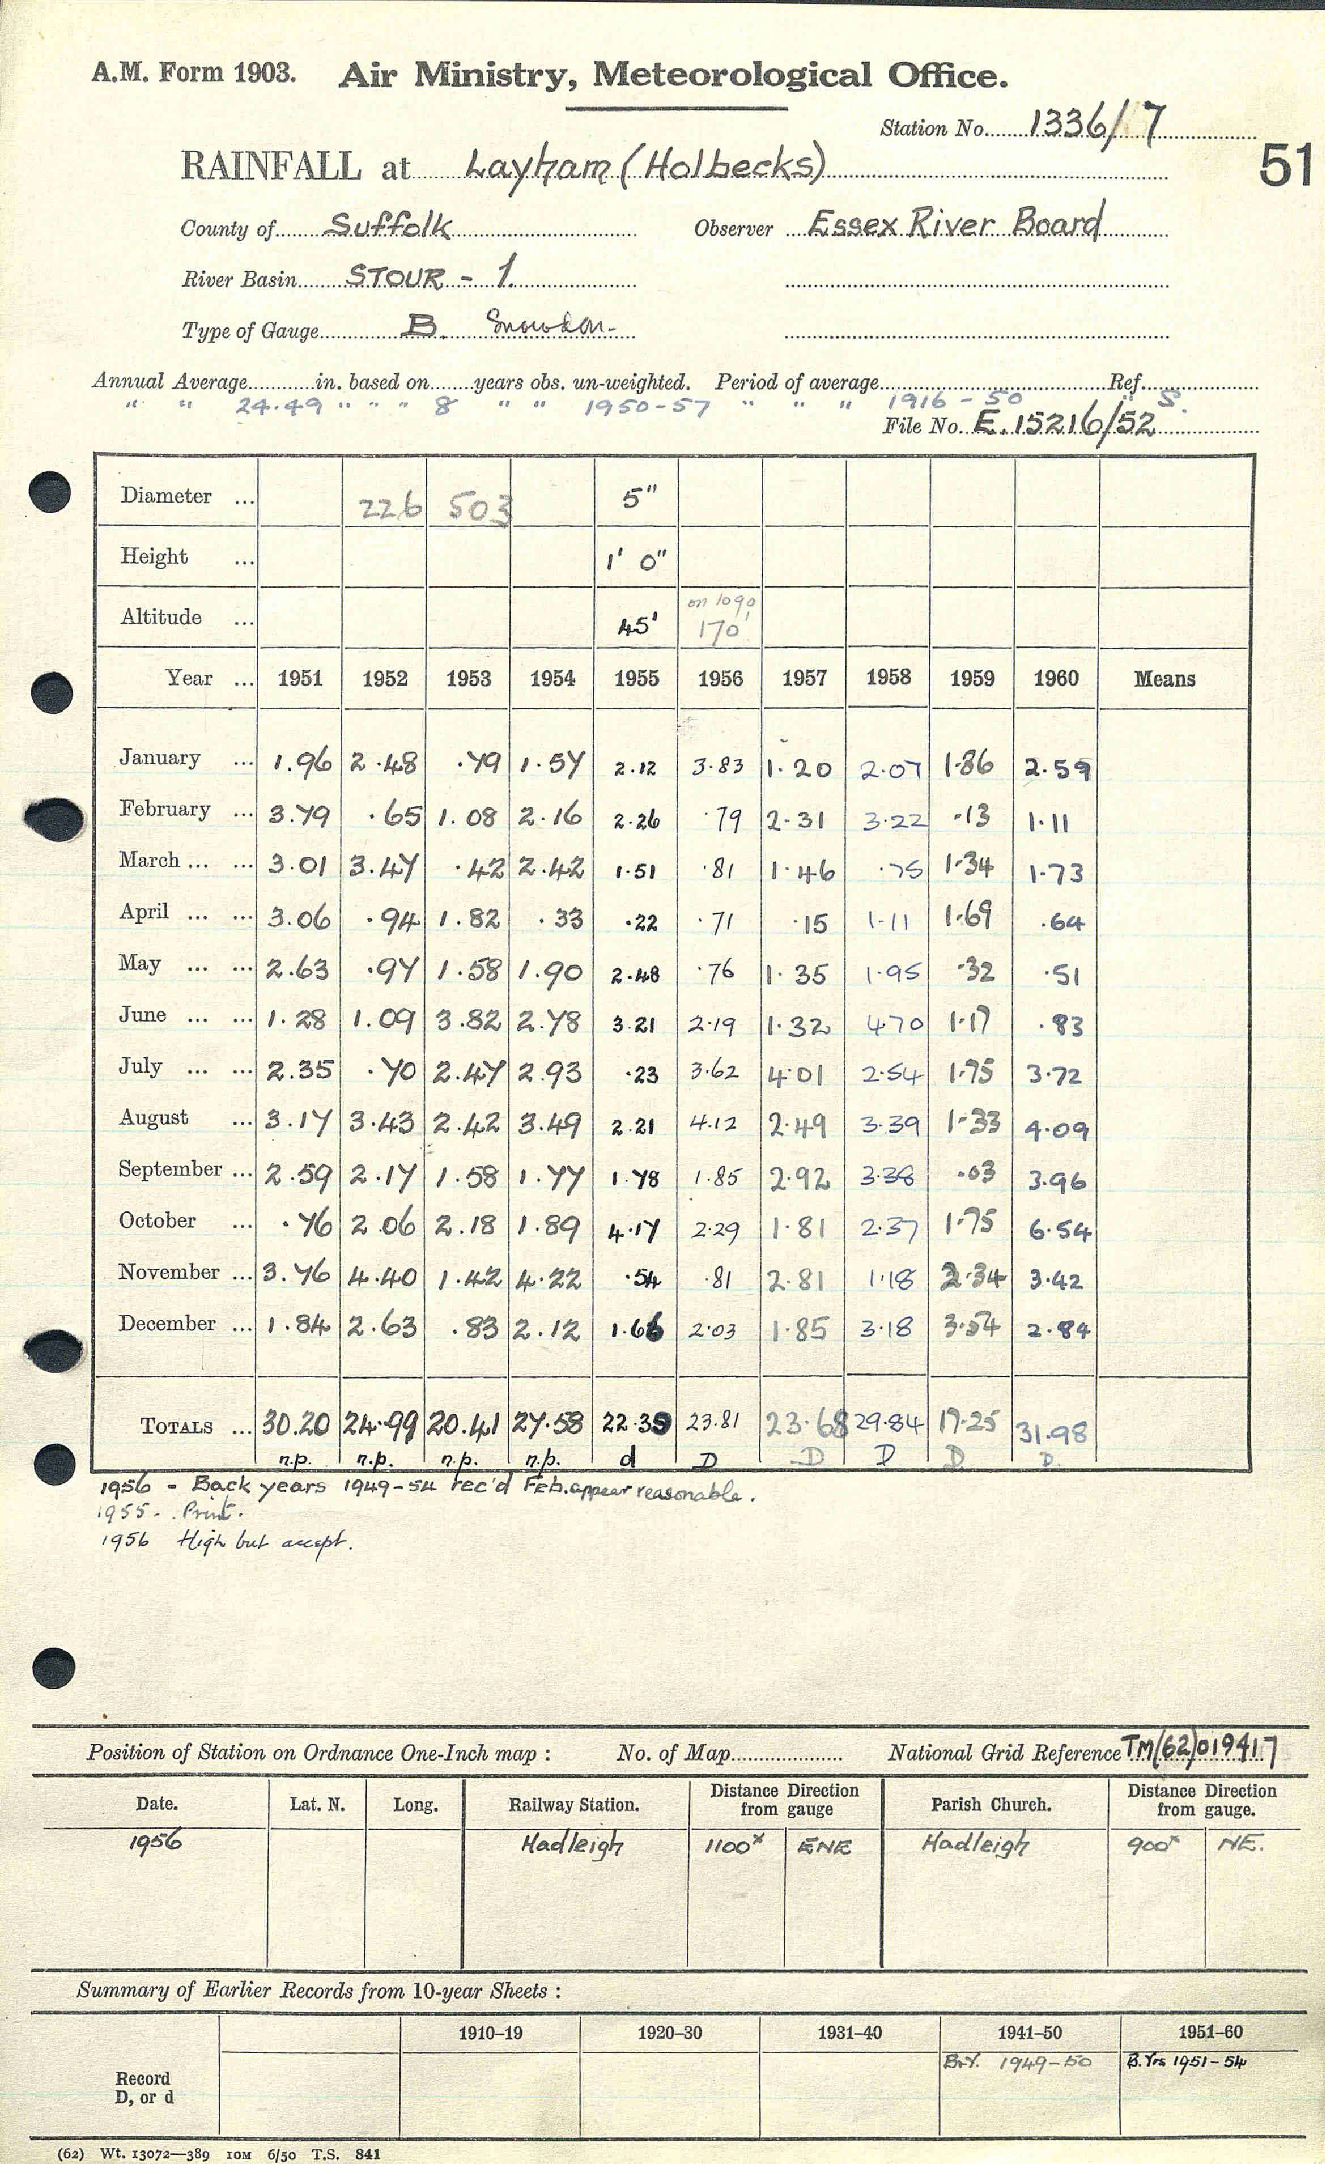 A.M. Form 1903. Air Ministry, Meteorological Office.
Station No. 1336/7
51
RAINFALL at Layham (Holbecks)
County of Suffolk Observer Essex River Board
River Basin STOUR - 1.
Type of Gauge B. Snowdon
Annual Average in. based on years obs. un-weighted. Period of average Ref.
" " 24.49 " " " 8 " " 1950-57 " " " 1916-50 " S.
File No. E.15216/52
Diameter ... 226 503 5"
Height ... 1' 0"
Altitude ... 45' on 1090 170'
Year ... 1951 1952 1953 1954 1955 1956 1957 1958 1959 1960 Means
January ... 1.96 2.48 .79 1.57 2.12 3.83 1.20 2.07 1.86 2.59
February ... 3.79 .65 1.08 2.16 2.26 .79 2.31 3.22 .13 1.11
March ... ... 3.01 3.47 .42 2.42 1.51 .81 1.46 .75 1.34 1.73
April ... ... 3.06 .94 1.82 .33 .22 .71 .15 1.11 1.69 .64
May ... ... 2.63 .97 1.58 1.90 2.48 .76 1.35 1.95 .32 .51
June ... ... 1.28 1.09 3.82 2.78 3.21 2.19 1.32 4.70 1.17 .83
July ... ... 2.35 .70 2.47 2.93 .23 3.62 4.01 2.54 1.75 3.72
August ... 3.17 3.43 2.42 3.49 2.21 4.12 2.49 3.39 1.33 4.09
September ... 2.59 2.17 1.58 1.77 1.78 1.85 2.92 3.38 .03 3.96
October ... .76 2.06 2.18 1.89 4.17 2.29 1.81 2.37 1.75 6.54
November ... 3.76 4.40 1.42 4.22 .54 .81 2.81 1.18 2.34 3.42
December ... 1.84 2.63 .83 2.12 1.66 2.03 1.85 3.18 3.54 2.84
TOTALS ... 30.20 24.99 20.41 27.58 22.39 23.81 23.68 29.84 17.25 31.98
n.p. n.p. n.p. n.p. d D D D D D
1956 - Back years 1949-54 rec'd Feb. appear reasonable.
1955 - Print.
1956 High but accept.
Position of Station on Ordnance One-Inch map : No. of Map National Grid Reference TM(62)019417
Date. Lat. N. Long. Railway Station. Distance Direction from gauge Parish Church. Distance Direction from gauge.
1956 Hadleigh 1100x ENE Hadleigh 900x NE.
Summary of Earlier Records from 10-year Sheets :
1910–19 1920–30 1931–40 1941–50 1951–60
B.Y. 1949-50 B.Yrs 1951-54
Record
D, or d
(62) Wt. 13072—389 10M 6/50 T.S. 841